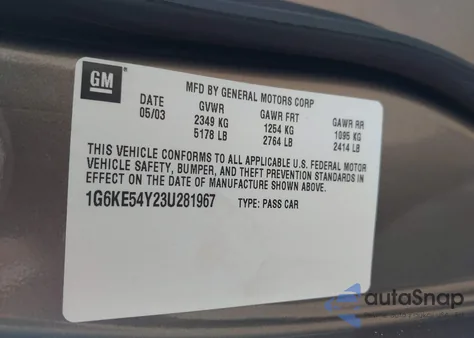 GM
MFD BY GENERAL MOTORS CORP
DATE GVWR GAWR FRT GAWR RR
05/03 2349 KG 1254 KG 1095 KG
5178 LB 2764 LB 2414 LB
THIS VEHICLE CONFORMS TO ALL APPLICABLE U.S. FEDERAL MOTOR
VEHICLE SAFETY, BUMPER, AND THEFT PREVENTION STANDARDS IN
EFFECT ON THE DATE OF MANUFACTURE SHOWN ABOVE.
1G6KE54Y23U281967 TYPE: PASS CAR
autoSnap